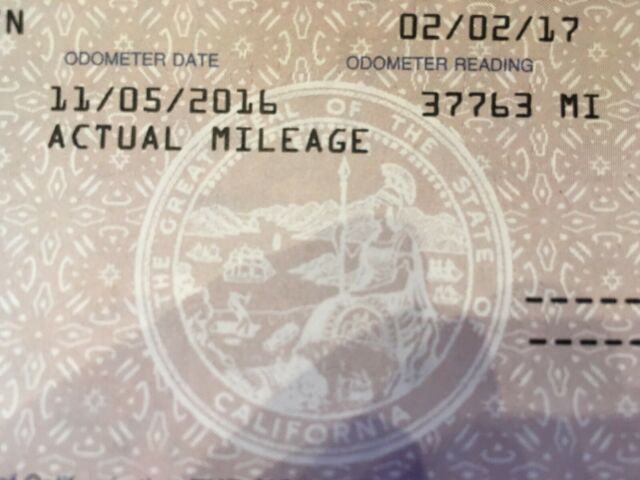 N 02/02/17
ODOMETER DATE ODOMETER READING
11/05/2016 37763 MI
ACTUAL MILEAGE
THE GREAT SEAL OF THE STATE OF
CALIFORNIA